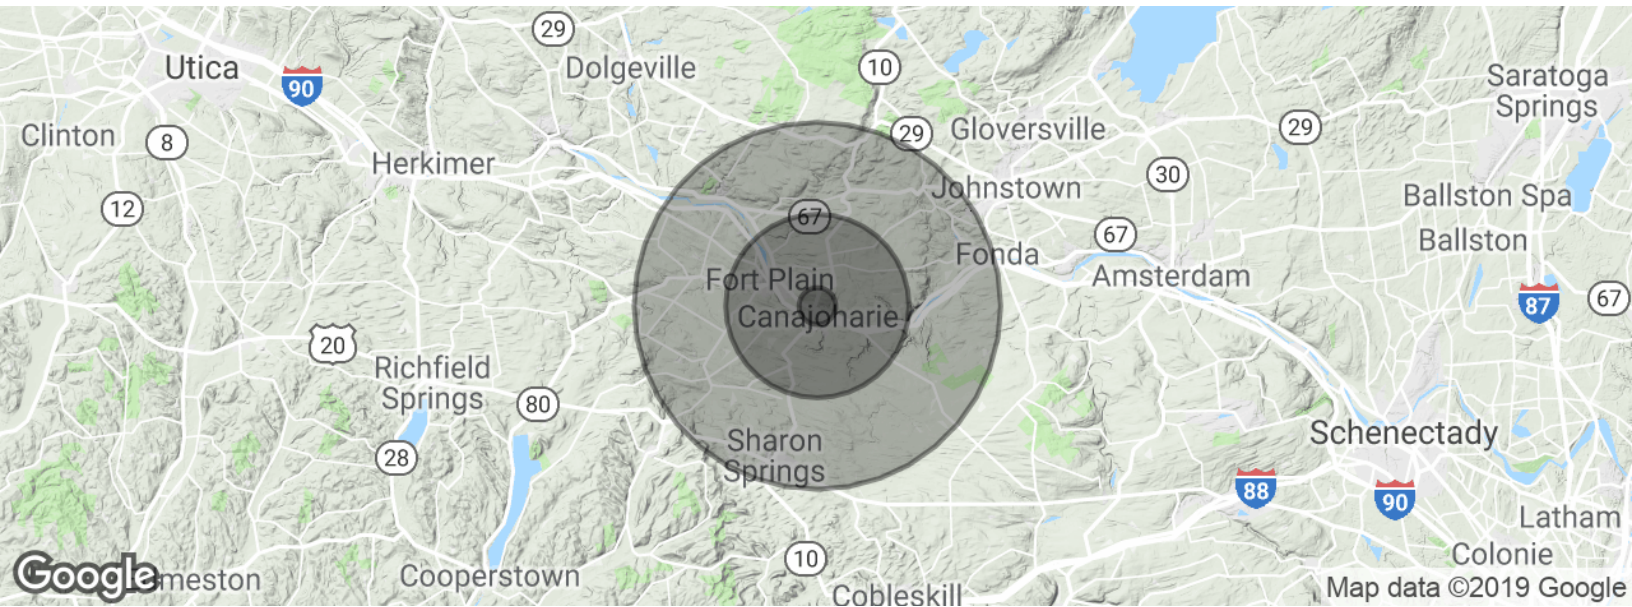 29
Dolgeville
10
Utica
90
Saratoga
Springs
Clinton
8
Herkimer
29
Gloversville
29
30
Johnstown
Ballston Spa
12
67
67
Fonda
Ballston
Amsterdam
Fort Plain
Canajoharie
87
67
20
Richfield
Springs
80
28
Sharon
Springs
Schenectady
88
90
Latham
10
Colonie
Google
Cooperstown
Cobleskill
Map data ©2019 Google